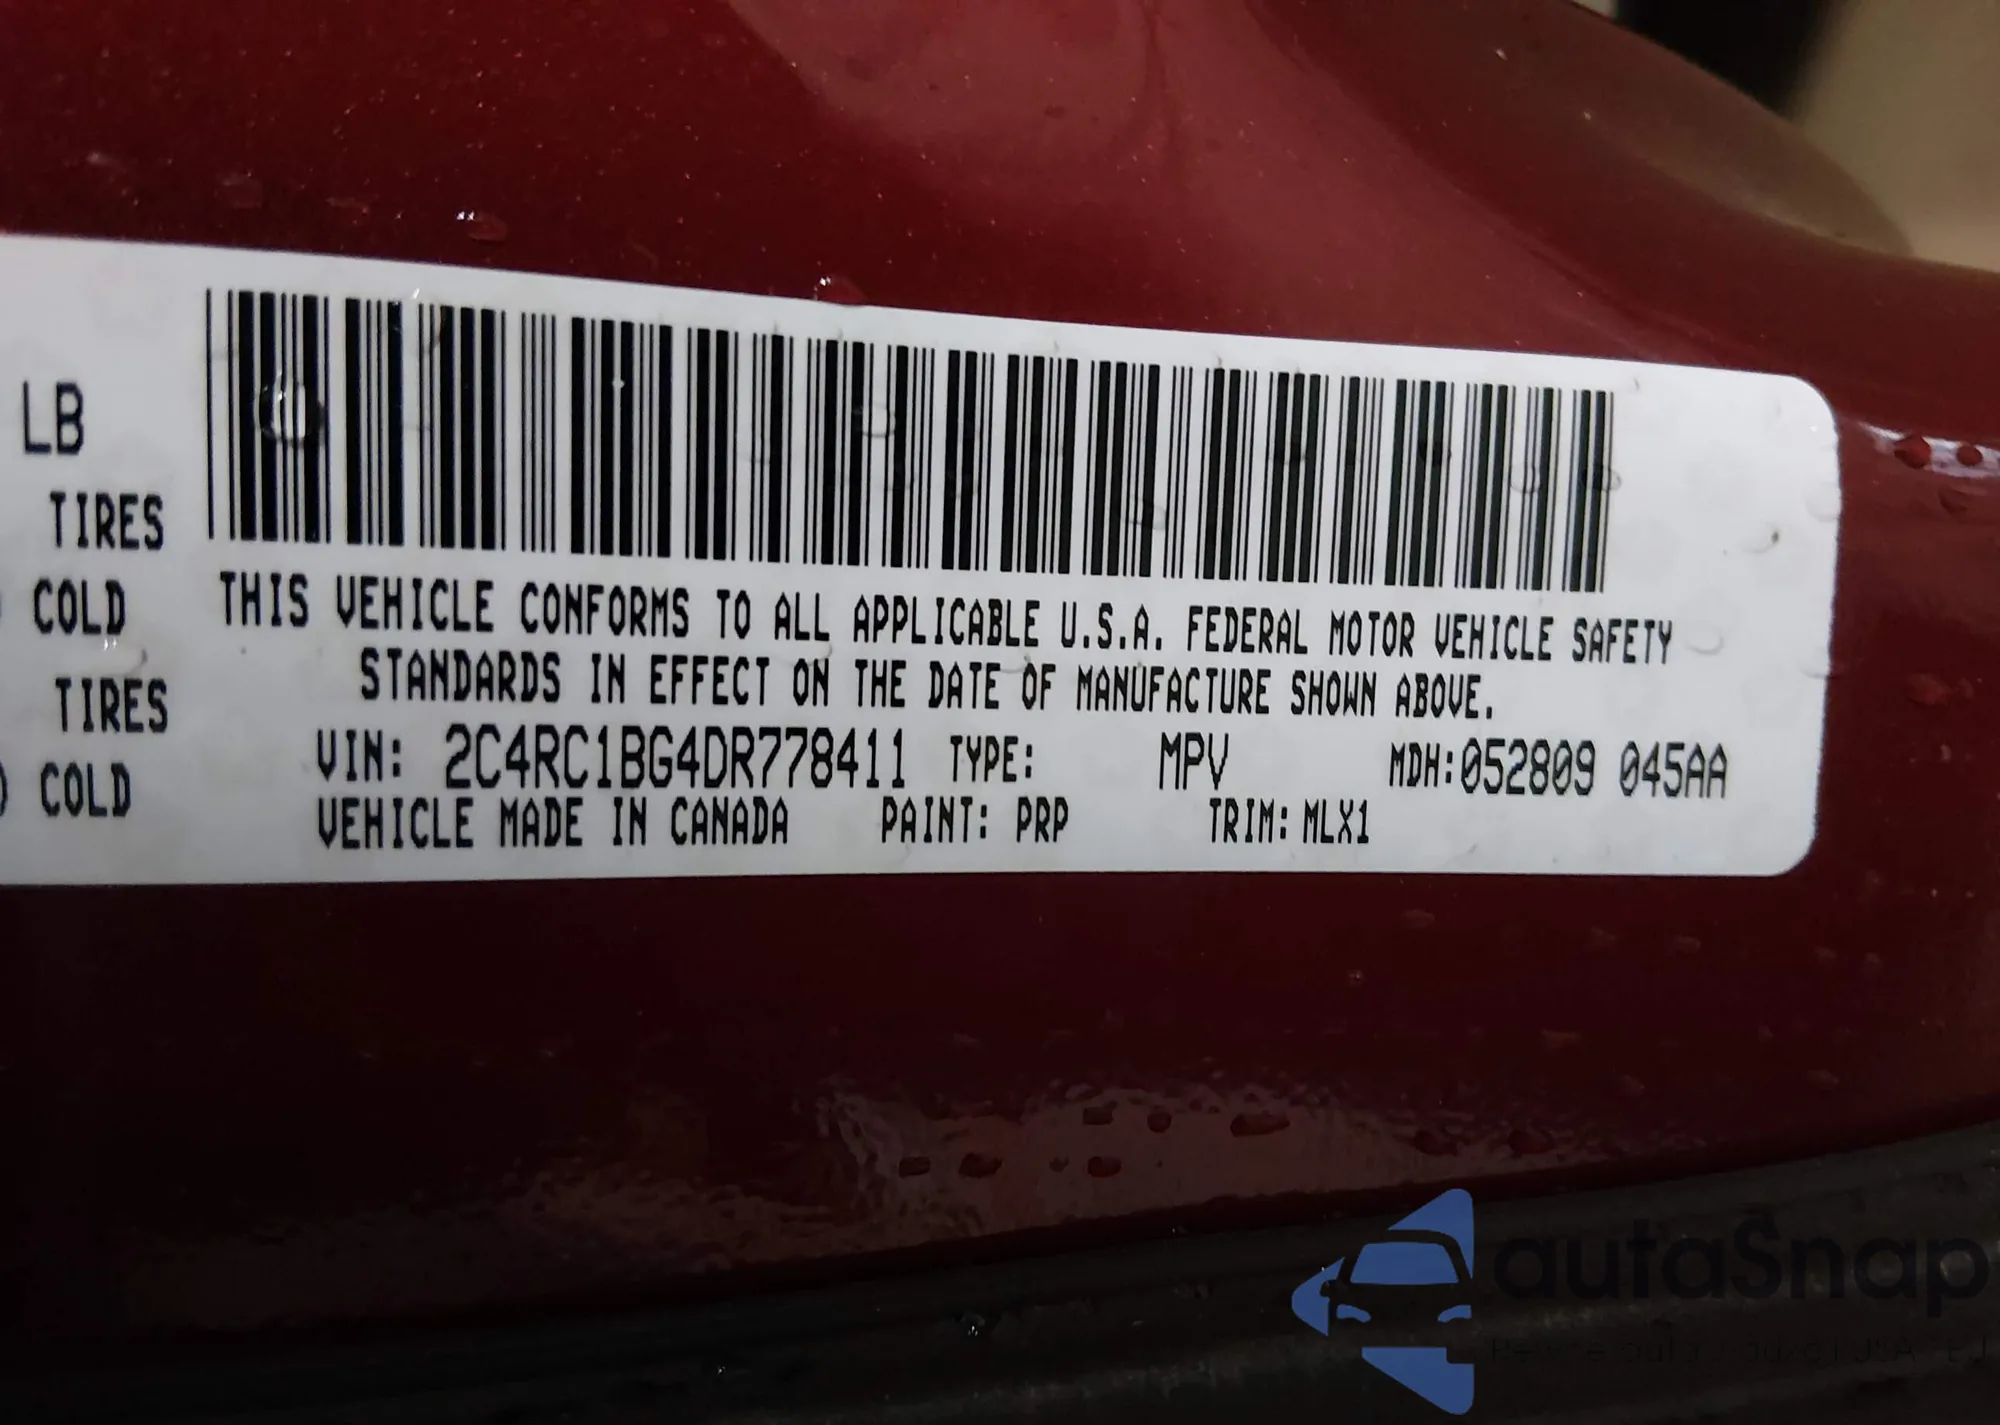 LB
TIRES
COLD
TIRES
COLD
THIS VEHICLE CONFORMS TO ALL APPLICABLE U.S.A. FEDERAL MOTOR VEHICLE SAFETY
STANDARDS IN EFFECT ON THE DATE OF MANUFACTURE SHOWN ABOVE.
VIN: 2C4RC1BG4DR778411 TYPE: MPV MDH:052809 045AA
VEHICLE MADE IN CANADA PAINT: PRP TRIM: MLX1
autaSnap